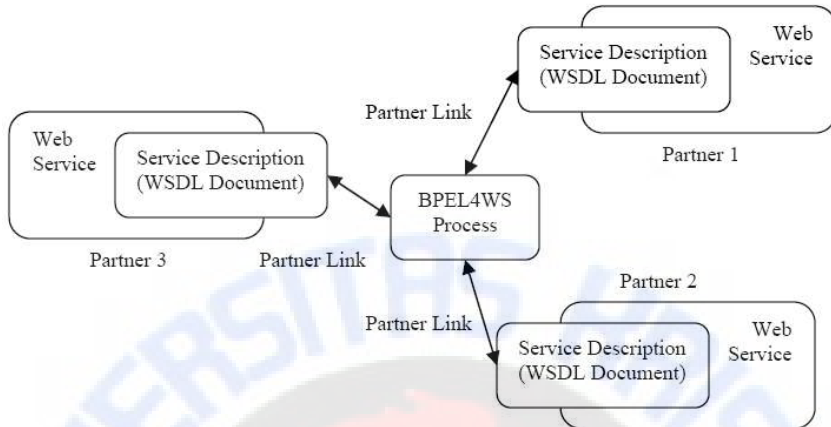 Web
Service
Service Description
(WSDL Document)
Partner Link
Partner 1
Web
Service
Service Description
(WSDL Document)
BPEL4WS
Process
Partner 3
Partner Link
Partner 2
Partner Link
Web
Service
Service Description
(WSDL Document)